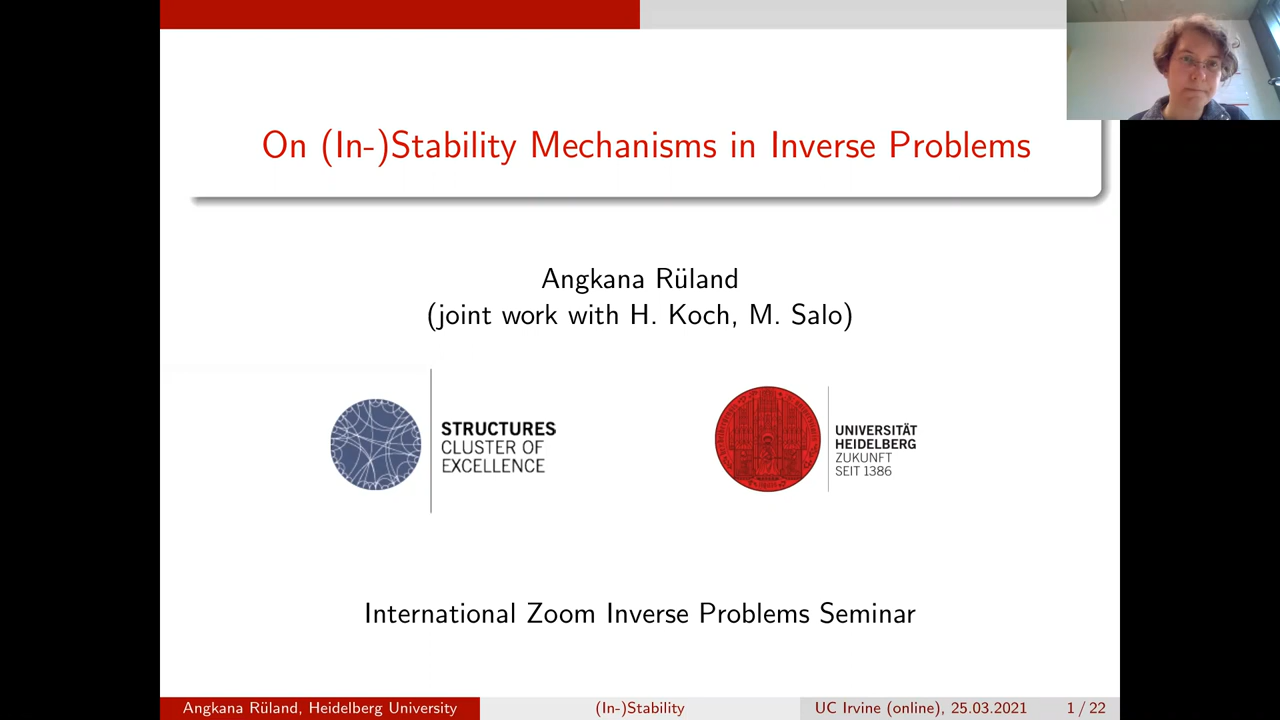 On (In-)Stability Mechanisms in Inverse Problems
Angkana Rüland
(joint work with H. Koch, M. Salo)
STRUCTURES
CLUSTER OF
EXCELLENCE
UNIVERSITÄT
HEIDELBERG
ZUKUNFT
SEIT 1386
International Zoom Inverse Problems Seminar
Angkana Rüland, Heidelberg University
(In-)Stability
UC Irvine (online), 25.03.2021
1 / 22